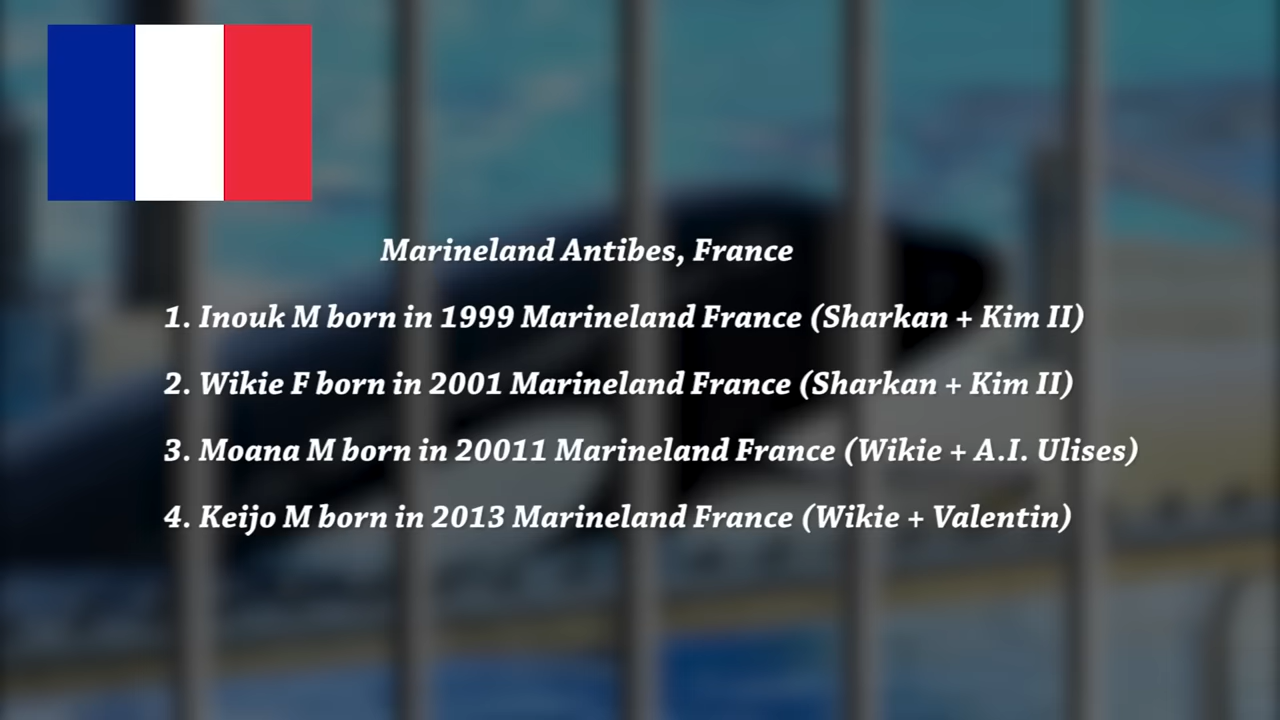 Marineland Antibes, France
1. Inouk M born in 1999 Marineland France (Sharkan + Kim II)
2. Wikie F born in 2001 Marineland France (Sharkan + Kim II)
3. Moana M born in 20011 Marineland France (Wikie + A.I. Ulises)
4. Keijo M born in 2013 Marineland France (Wikie + Valentin)